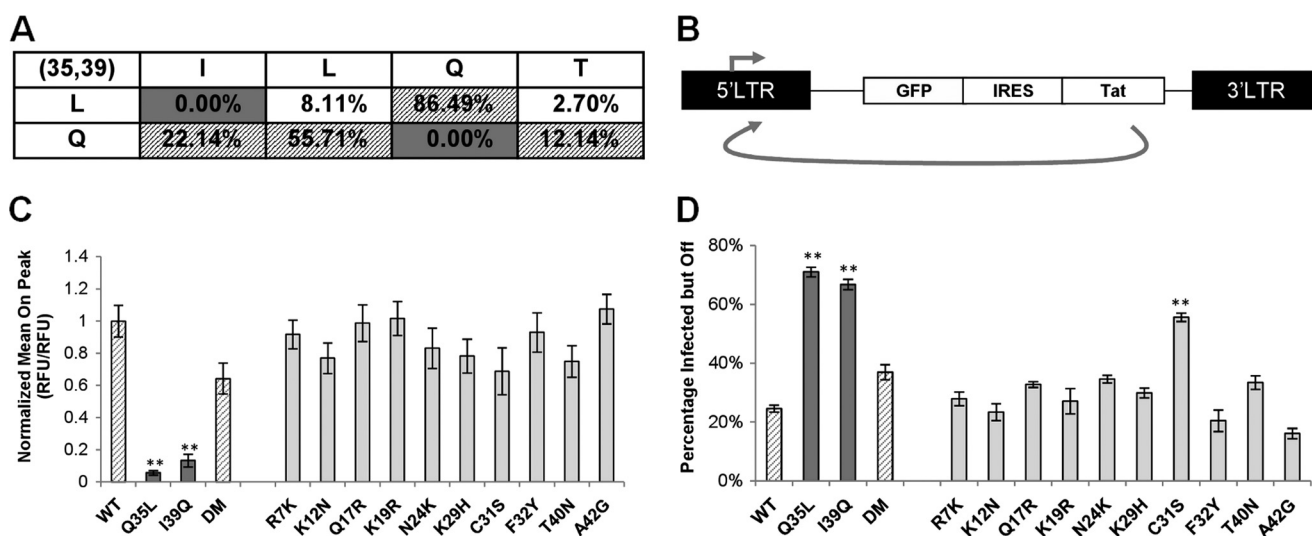 A
(35,39) I L Q T
L 0.00% 8.11% 86.49% 2.70%
Q 22.14% 55.71% 0.00% 12.14%
B
5'LTR GFP IRES Tat 3'LTR
C
Normalized Mean On Peak
(RFU/RFU)
1.4
1.2
1
0.8
0.6
0.4
0.2
0
** **
WT Q35L I39Q DM R7K K12N Q17R K19R N24K K29H C31S F32Y T40N A42G
D
Percentage Infected but Off
80%
60%
40%
20%
0%
** ** **
WT Q35L I39Q DM R7K K12N Q17R K19R N24K K29H C31S F32Y T40N A42G